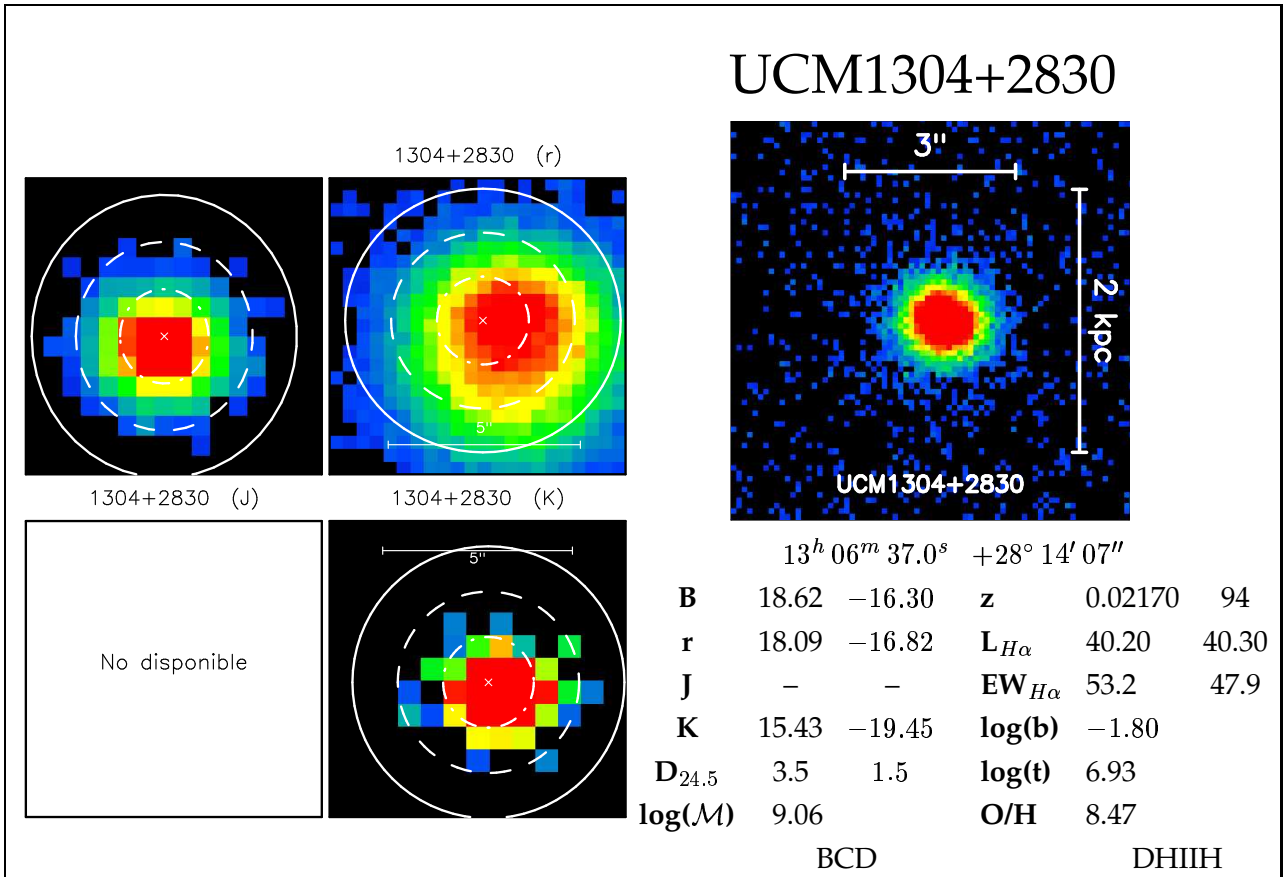 UCM1304+2830
1304+2830 (r)
5"
1304+2830 (J)
1304+2830 (K)
No disponible
5"
3"
2 kpc
UCM1304+2830
13ʰ 06ᵐ 37.0ˢ +28° 14′ 07″
B 18.62 −16.30 z 0.02170 94
r 18.09 −16.82 L_Hα 40.20 40.30
J – – EW_Hα 53.2 47.9
K 15.43 −19.45 log(b) −1.80
D_24.5 3.5 1.5 log(t) 6.93
log(ℳ) 9.06 O/H 8.47
BCD DHIIH